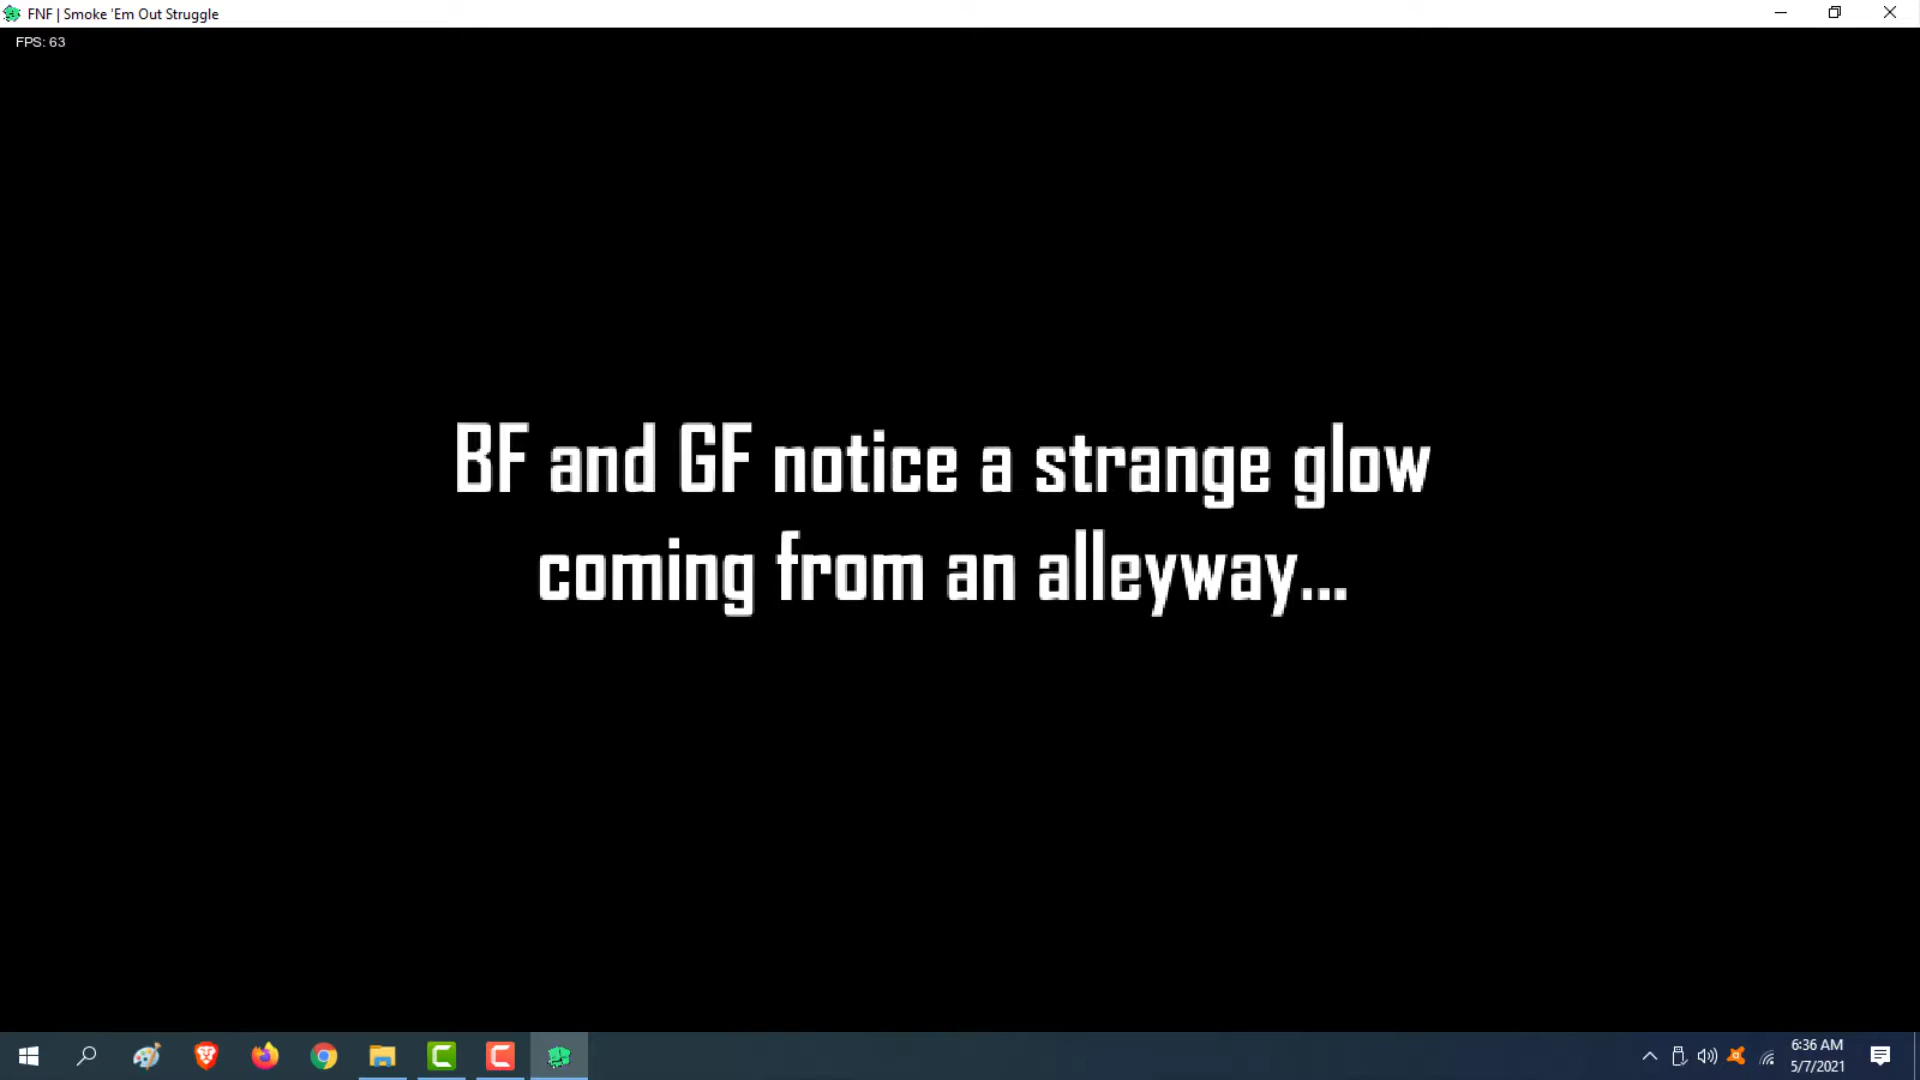 FNF | Smoke 'Em Out Struggle
FPS: 63
BF and GF notice a strange glow
coming from an alleyway...
6:36 AM
5/7/2021